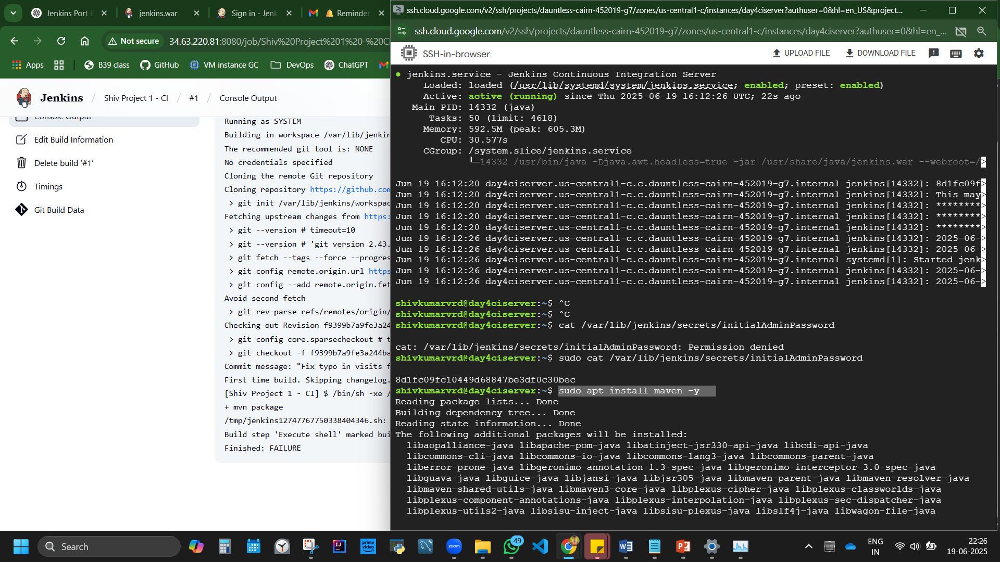 Jenkins Port E
jenkins.war
Sign in - Jenk
Reminder
ssh.cloud.google.com/v2/ssh/projects/dauntless-cairn-452019-g7/zones/us-central1-c/instances/day4ciserver?authuser=0&hl=en_US&project...
Not secure
34.63.220.81:8080/job/Shiv%20Project%201%20-%20C
ssh.cloud.google.com/v2/ssh/projects/dauntless-cairn-452019-g7/zones/us-central1-c/instances/day4ciserver?authuser=0&hl=en_...
Apps
B39 class
GitHub
VM instance GC
DevOps
ChatGPT
SSH-in-browser
UPLOAD FILE
DOWNLOAD FILE
Jenkins / Shiv Project 1 - CI / #1 / Console Output
Console Output
Edit Build Information
Delete build '#1'
Timings
Git Build Data
Running as SYSTEM
Building in workspace /var/lib/jenkin
The recommended git tool is: NONE
No credentials specified
Cloning the remote Git repository
Cloning repository https://github.com
> git init /var/lib/jenkins/workspac
Fetching upstream changes from https:
> git --version # timeout=10
> git --version # 'git version 2.43.
> git fetch --tags --force --progres
> git config remote.origin.url https
> git config --add remote.origin.fet
Avoid second fetch
> git rev-parse refs/remotes/origin/
Checking out Revision f9399b7a9fe3a24
> git config core.sparsecheckout # t
> git checkout -f f9399b7a9fe3a244ba
Commit message: "Fix typo in visits f
First time build. Skipping changelog.
[Shiv Project 1 - CI] $ /bin/sh -xe /
+ mvn package
/tmp/jenkins12747767750338404346.sh:
Build step 'Execute shell' marked bui
Finished: FAILURE
● jenkins.service - Jenkins Continuous Integration Server
Loaded: loaded (/usr/lib/systemd/system/jenkins.service; enabled; preset: enabled)
Active: active (running) since Thu 2025-06-19 16:12:26 UTC; 22s ago
Main PID: 14332 (java)
Tasks: 50 (limit: 4618)
Memory: 592.5M (peak: 605.3M)
CPU: 30.577s
CGroup: /system.slice/jenkins.service
└─14332 /usr/bin/java -Djava.awt.headless=true -jar /usr/share/java/jenkins.war --webroot=/>
Jun 19 16:12:20 day4ciserver.us-central1-c.c.dauntless-cairn-452019-g7.internal jenkins[14332]: 8d1fc09f>
Jun 19 16:12:20 day4ciserver.us-central1-c.c.dauntless-cairn-452019-g7.internal jenkins[14332]: This may>
Jun 19 16:12:20 day4ciserver.us-central1-c.c.dauntless-cairn-452019-g7.internal jenkins[14332]: ********>
Jun 19 16:12:20 day4ciserver.us-central1-c.c.dauntless-cairn-452019-g7.internal jenkins[14332]: ********>
Jun 19 16:12:20 day4ciserver.us-central1-c.c.dauntless-cairn-452019-g7.internal jenkins[14332]: ********>
Jun 19 16:12:26 day4ciserver.us-central1-c.c.dauntless-cairn-452019-g7.internal jenkins[14332]: 2025-06->
Jun 19 16:12:26 day4ciserver.us-central1-c.c.dauntless-cairn-452019-g7.internal jenkins[14332]: 2025-06->
Jun 19 16:12:26 day4ciserver.us-central1-c.c.dauntless-cairn-452019-g7.internal systemd[1]: Started jenk>
Jun 19 16:12:26 day4ciserver.us-central1-c.c.dauntless-cairn-452019-g7.internal jenkins[14332]: 2025-06->
Jun 19 16:12:26 day4ciserver.us-central1-c.c.dauntless-cairn-452019-g7.internal jenkins[14332]: 2025-06->
shivkumarvrd@day4ciserver:~$ ^C
shivkumarvrd@day4ciserver:~$ ^C
shivkumarvrd@day4ciserver:~$ cat /var/lib/jenkins/secrets/initialAdminPassword
cat: /var/lib/jenkins/secrets/initialAdminPassword: Permission denied
shivkumarvrd@day4ciserver:~$ sudo cat /var/lib/jenkins/secrets/initialAdminPassword
8d1fc09fc10449d68847be3df0c30bec
shivkumarvrd@day4ciserver:~$ sudo apt install maven -y
Reading package lists... Done
Building dependency tree... Done
Reading state information... Done
The following additional packages will be installed:
libaopalliance-java libapache-pom-java libatinject-jsr330-api-java libcdi-api-java
libcommons-cli-java libcommons-io-java libcommons-lang3-java libcommons-parent-java
liberror-prone-java libgeronimo-annotation-1.3-spec-java libgeronimo-interceptor-3.0-spec-java
libguava-java libguice-java libjansi-java libjsr305-java libmaven-parent-java libmaven-resolver-java
libmaven-shared-utils-java libmaven3-core-java libplexus-cipher-java libplexus-classworlds-java
libplexus-component-annotations-java libplexus-interpolation-java libplexus-sec-dispatcher-java
libplexus-utils2-java libsisu-inject-java libsisu-plexus-java libslf4j-java libwagon-file-java
Search
prime video
zoom
49
ENG
IN
22:26
19-06-2025